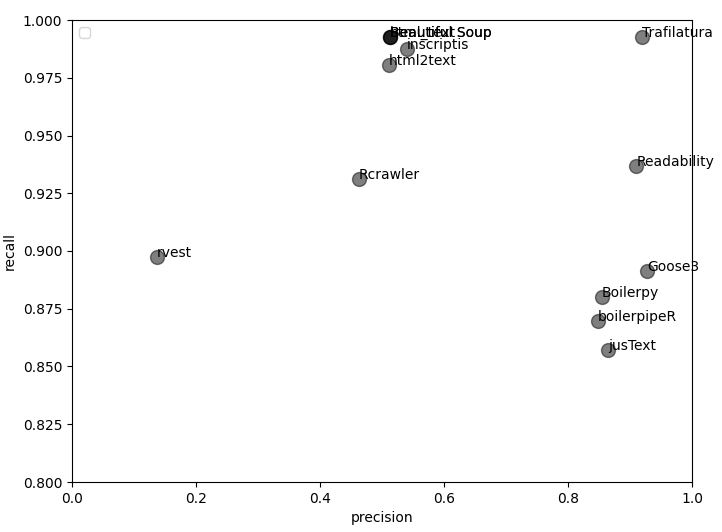 1.000
0.975
0.950
0.925
0.900
0.875
0.850
0.825
0.800
recall
Beautiful Soup
inscriptis
html2text
Trafilatura
Readability
Rcrawler
rvest
Goose3
Boilerpy
boilerpipeR
jusText
0.0 0.2 0.4 0.6 0.8 1.0
precision